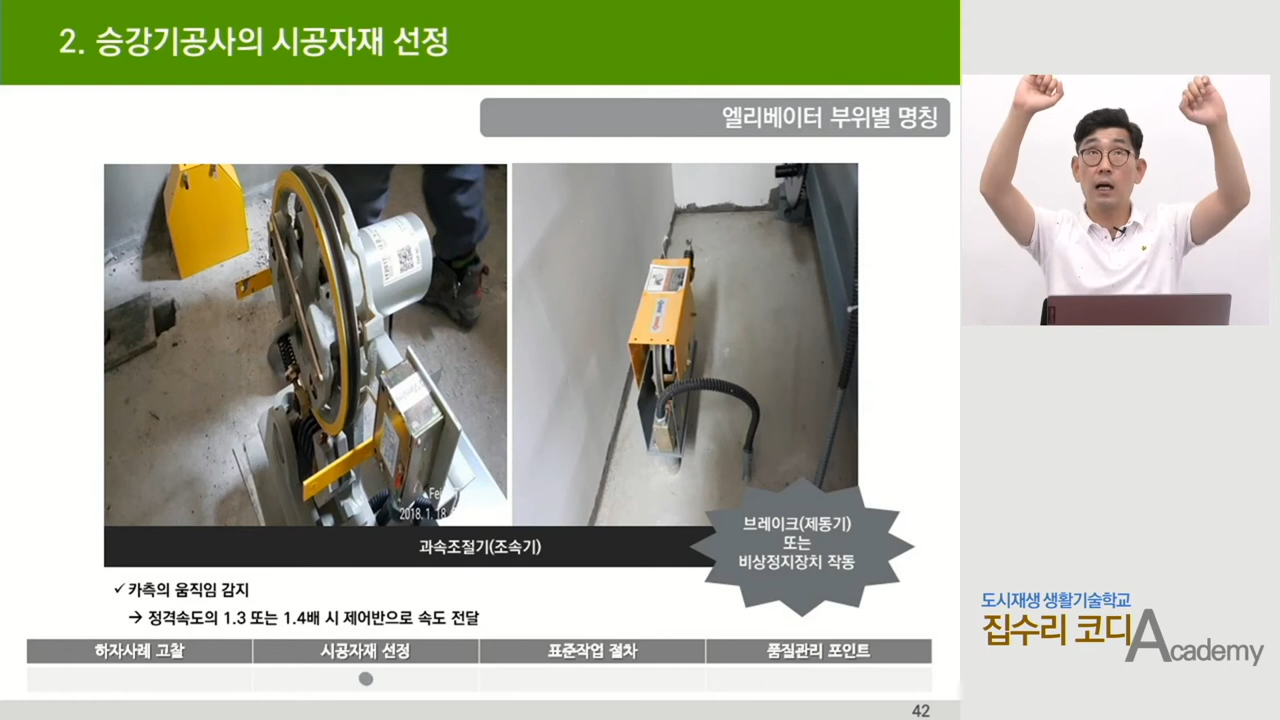 2. 승강기공사의 시공자재 선정
엘리베이터 부위별 명칭
2018. 1. 18
과속조절기(조속기)
브레이크(제동기)
또는
비상정지장치 작동
✓ 카측의 움직임 감지
→ 정격속도의 1.3 또는 1.4배 시 제어반으로 속도 전달
하자사례 고찰
시공자재 선정
표준작업 절차
품질관리 포인트
42
도시재생 생활기술학교
집수리 코디 Academy